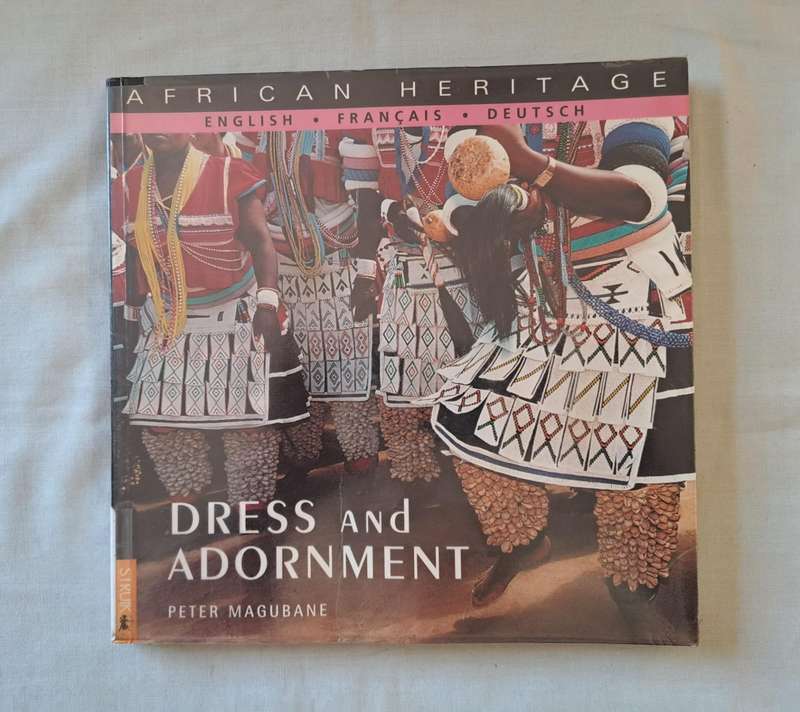 AFRICAN HERITAGE
ENGLISH • FRANÇAIS • DEUTSCH
DRESS ANd
ADORNMENT
PETER MAGUBANE
STRUIK